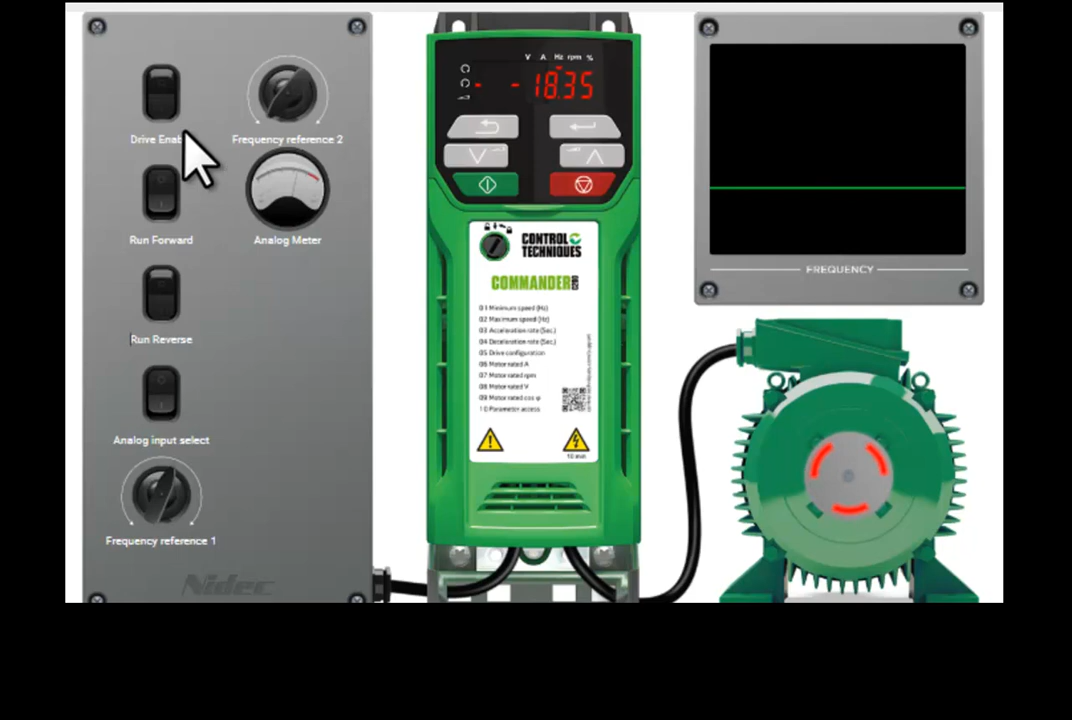 Drive Enab
Frequency reference 2
Run Forward
Analog Meter
Run Reverse
Analog input select
Frequency reference 1
Nidec
V A Hz rpm %
- -18.35
CONTROL
TECHNIQUES
COMMANDER
01 Minimum speed (Hz)
02 Maximum speed (Hz)
03 Acceleration rate (Sec.)
04 Deceleration rate (Sec.)
05 Drive configuration
06 Motor rated A
07 Motor rated rpm
08 Motor rated V
09 Motor rated cos φ
10 Parameter access
10 min
FREQUENCY